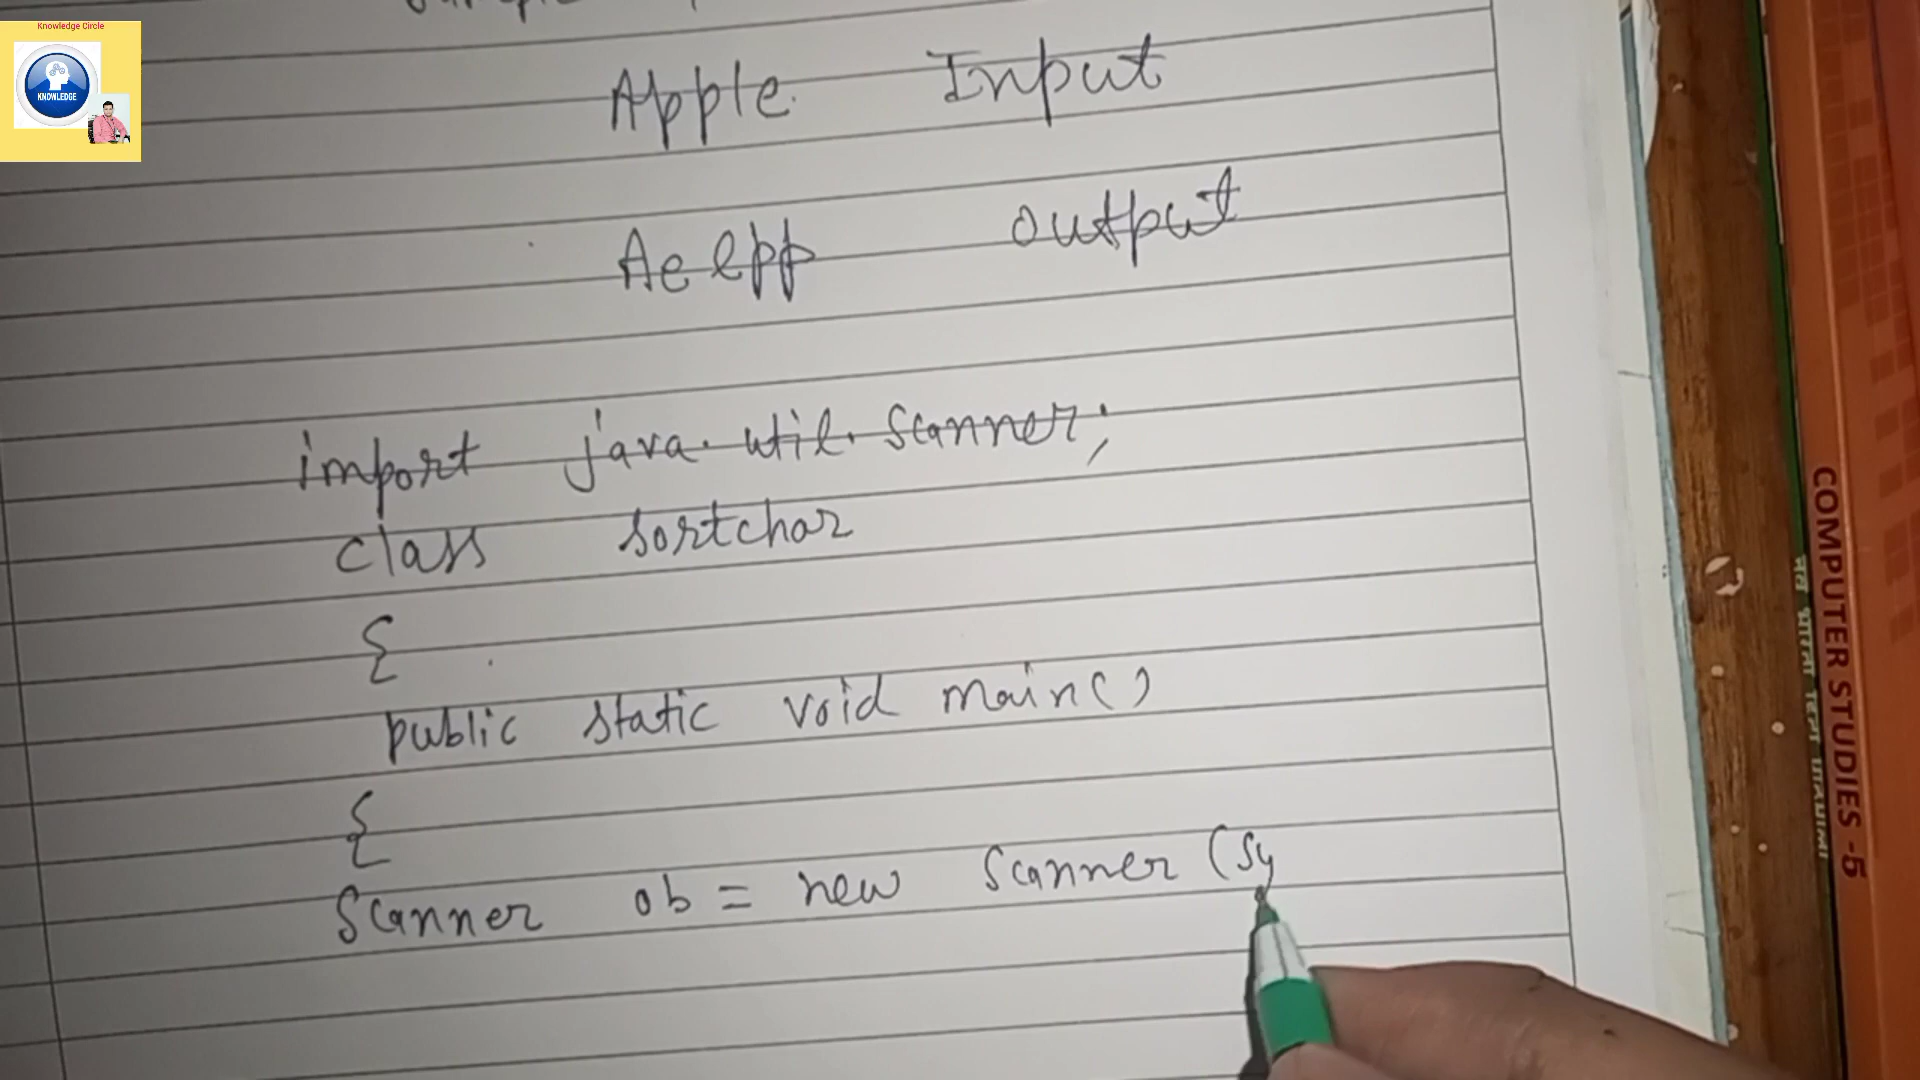 Knowledge Circle
KNOWLEDGE
Apple Input
Aelpp output
import java.util.Scanner;
class sortchar
{
public static void main()
{
Scanner ob = new Scanner (Sy
COMPUTER STUDIES -5